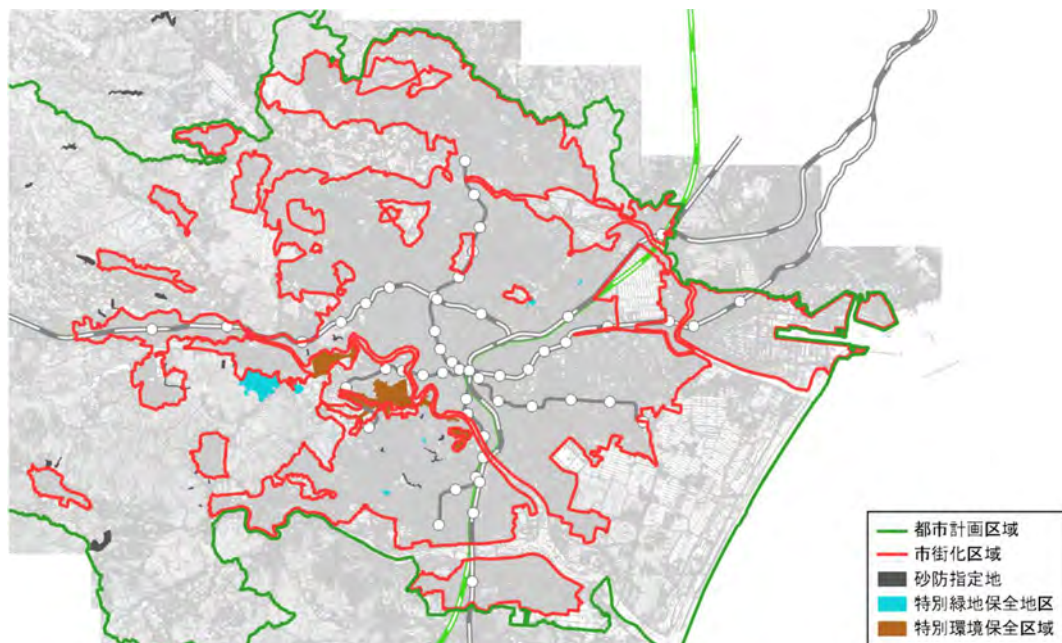 都市計画区域
市街化区域
砂防指定地
特別緑地保全地区
特別環境保全区域